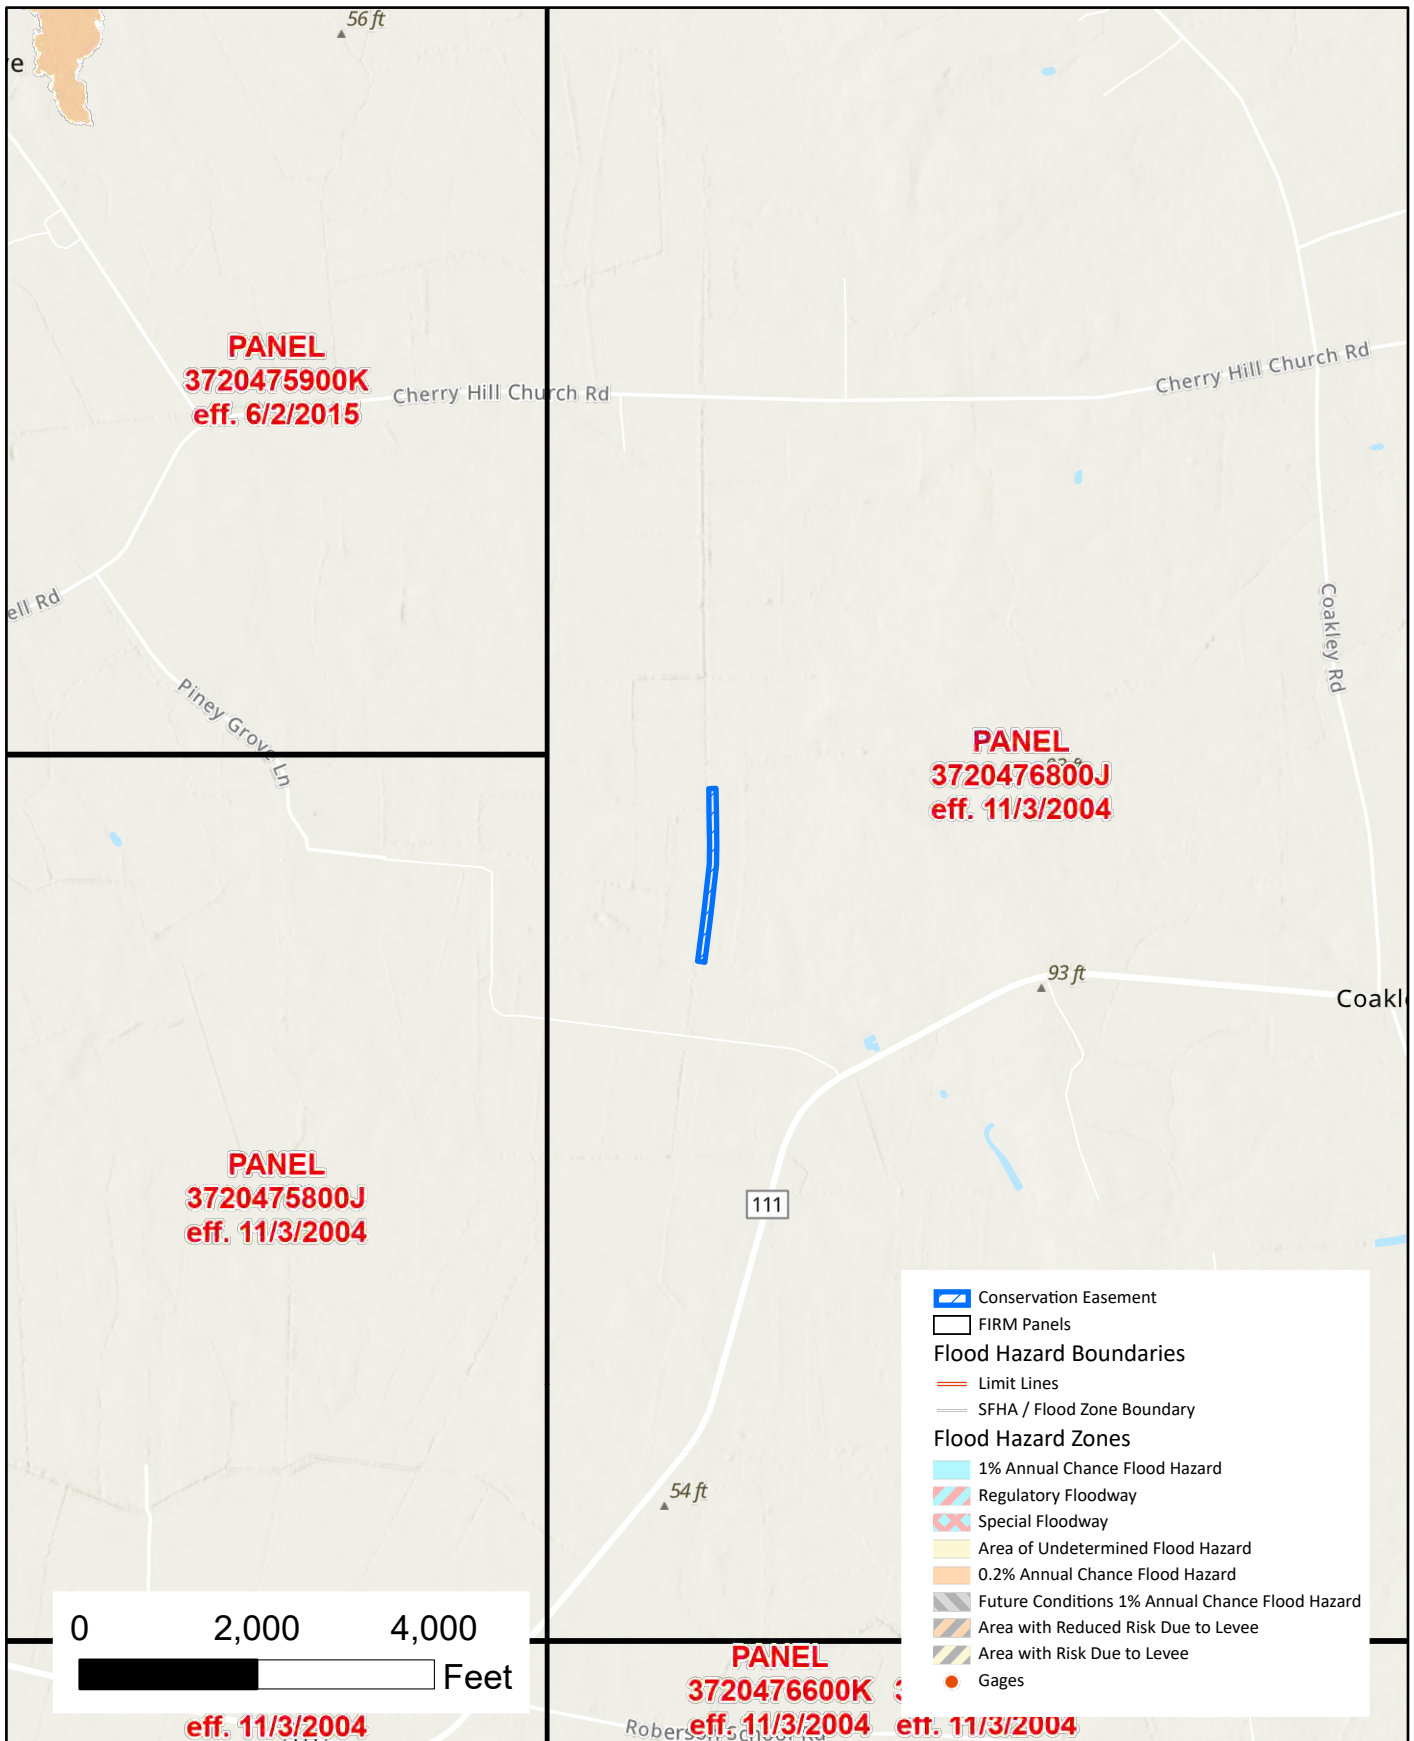 56 ft
PANEL
3720475900K
eff. 6/2/2015
Cherry Hill Church Rd
Cherry Hill Church Rd
ell Rd
Coakley Rd
Piney Grove Ln
PANEL
3720476800J
eff. 11/3/2004
93 ft
PANEL
3720475800J
eff. 11/3/2004
111
54 ft
Conservation Easement
FIRM Panels
Flood Hazard Boundaries
Limit Lines
SFHA / Flood Zone Boundary
Flood Hazard Zones
1% Annual Chance Flood Hazard
Regulatory Floodway
Special Floodway
Area of Undetermined Flood Hazard
0.2% Annual Chance Flood Hazard
Future Conditions 1% Annual Chance Flood Hazard
Area with Reduced Risk Due to Levee
Area with Risk Due to Levee
Gages
0 2,000 4,000
Feet
eff. 11/3/2004
PANEL
3720476600K
eff. 11/3/2004
eff. 11/3/2004
Roberson School Rd